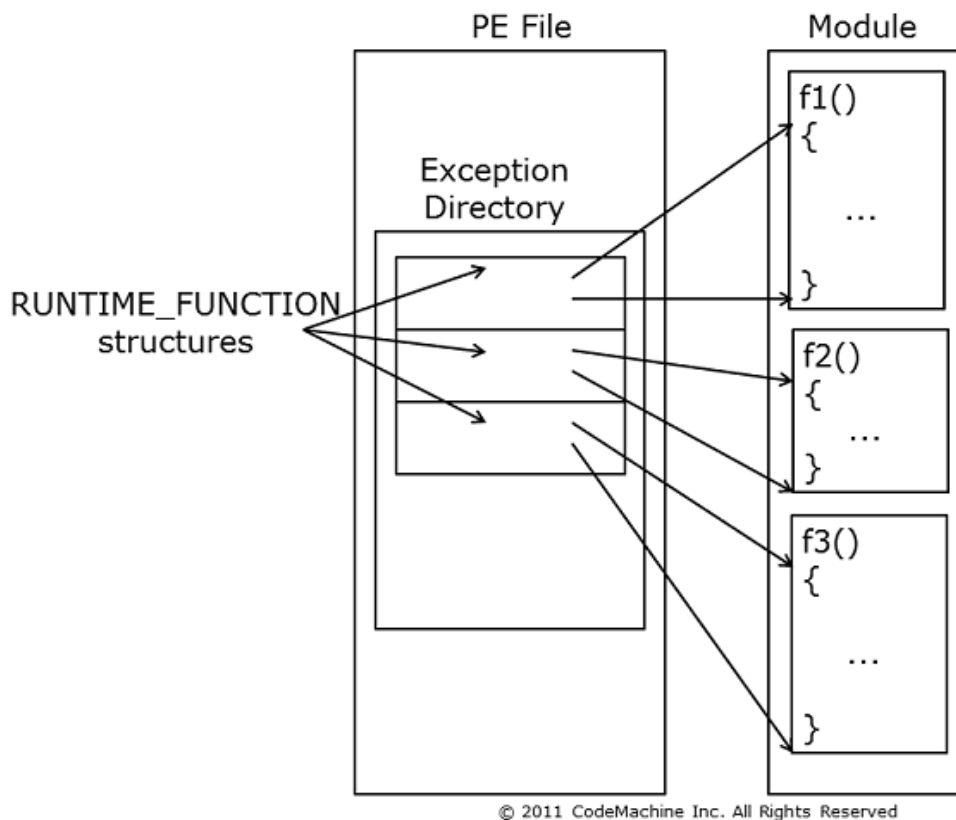 PE File
Module
Exception
Directory
RUNTIME_FUNCTION
structures
f1()
{
...
}
f2()
{
...
}
f3()
{
...
}
© 2011 CodeMachine Inc. All Rights Reserved